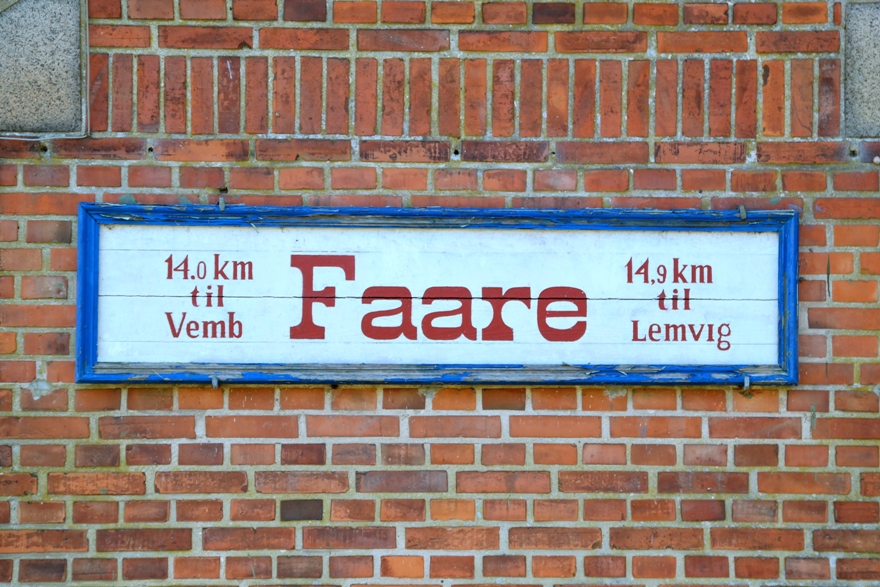 14.0 km
til
Vemb
Faare
14,9 km
til
Lemvig